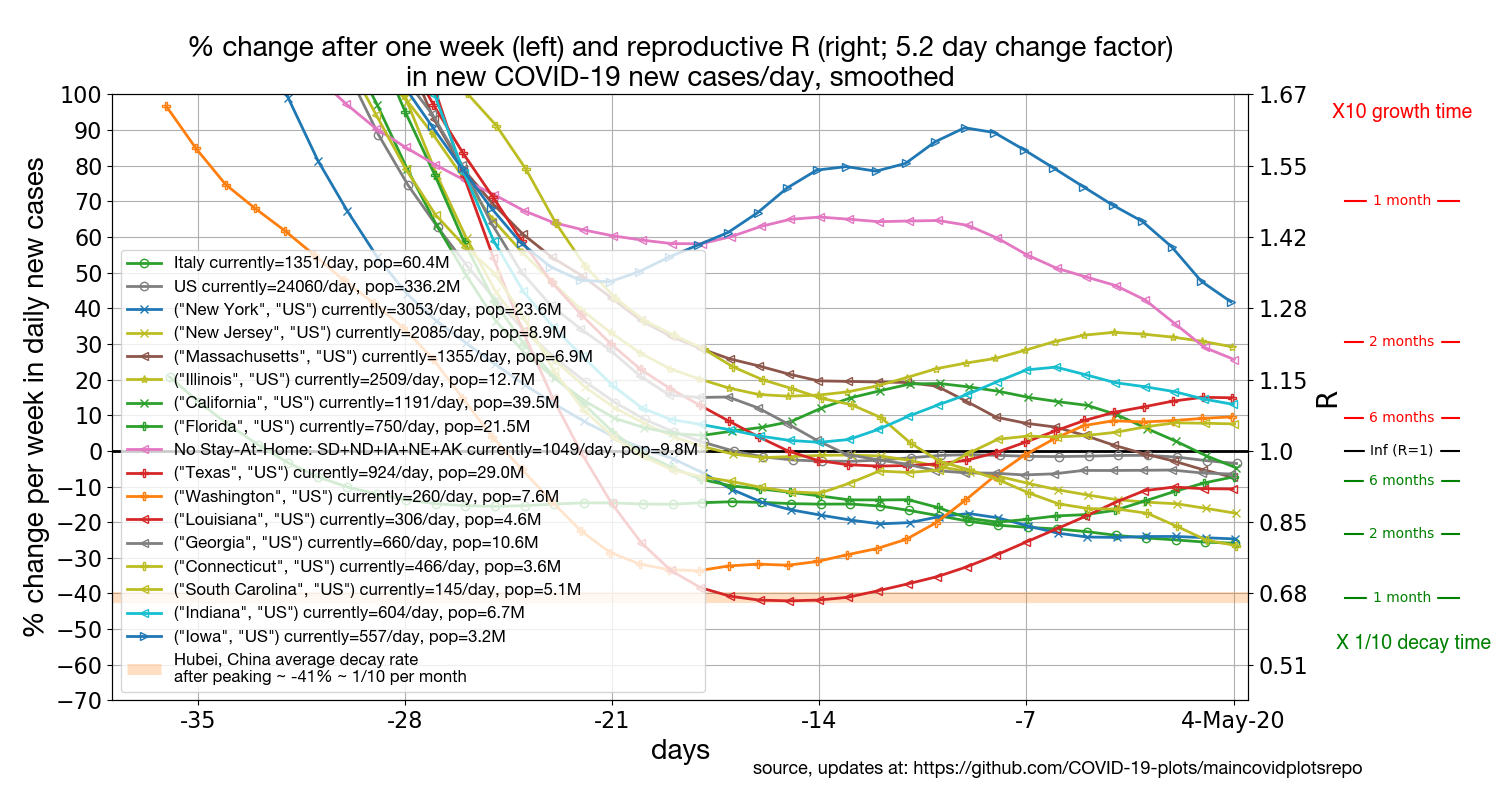 % change after one week (left) and reproductive R (right; 5.2 day change factor)
in new COVID-19 new cases/day, smoothed
% change per week in daily new cases
100
90
80
70
60
50
40
30
20
10
0
−10
−20
−30
−40
−50
−60
−70
Italy currently=1351/day, pop=60.4M
US currently=24060/day, pop=336.2M
("New York", "US") currently=3053/day, pop=23.6M
("New Jersey", "US") currently=2085/day, pop=8.9M
("Massachusetts", "US") currently=1355/day, pop=6.9M
("Illinois", "US") currently=2509/day, pop=12.7M
("California", "US") currently=1191/day, pop=39.5M
("Florida", "US") currently=750/day, pop=21.5M
No Stay-At-Home: SD+ND+IA+NE+AK currently=1049/day, pop=9.8M
("Texas", "US") currently=924/day, pop=29.0M
("Washington", "US") currently=260/day, pop=7.6M
("Louisiana", "US") currently=306/day, pop=4.6M
("Georgia", "US") currently=660/day, pop=10.6M
("Connecticut", "US") currently=466/day, pop=3.6M
("South Carolina", "US") currently=145/day, pop=5.1M
("Indiana", "US") currently=604/day, pop=6.7M
("Iowa", "US") currently=557/day, pop=3.2M
Hubei, China average decay rate
after peaking ~ -41% ~ 1/10 per month
-35
-28
-21
-14
-7
4-May-20
days
1.67
1.55
1.42
1.28
1.15
1.0
0.85
0.68
0.51
R
X10 growth time
1 month
2 months
6 months
Inf (R=1)
6 months
2 months
1 month
X 1/10 decay time
source, updates at: https://github.com/COVID-19-plots/maincovidplotsrepo